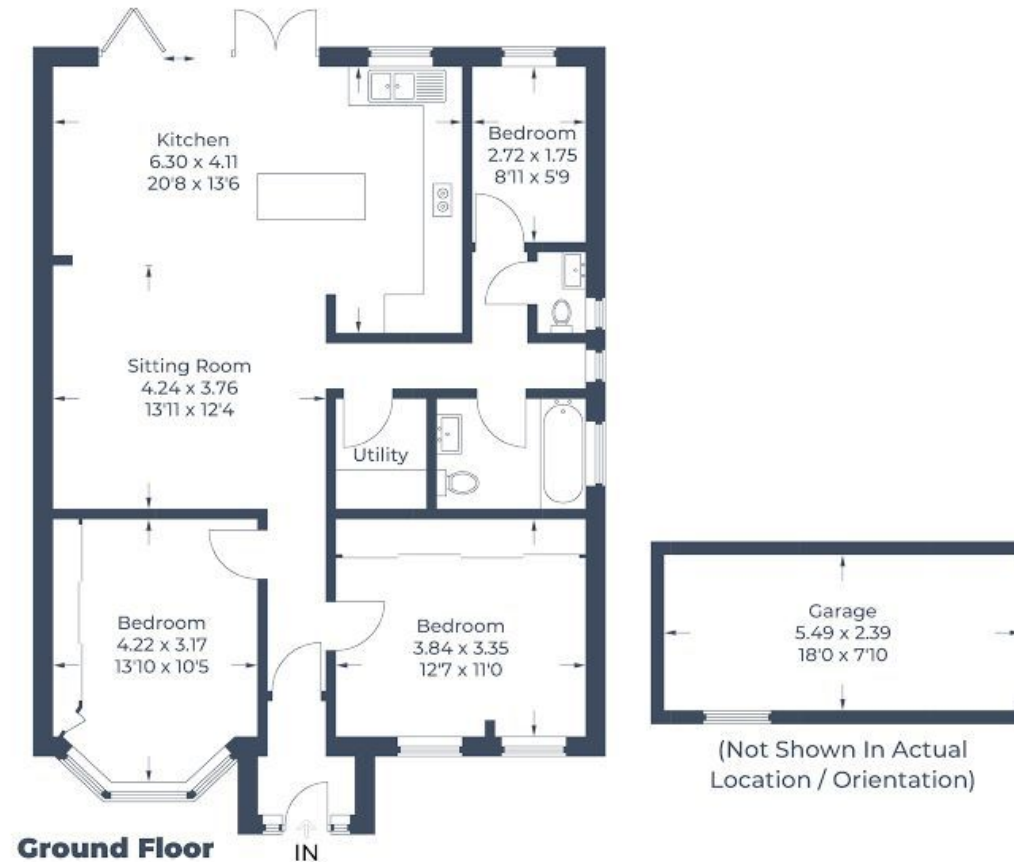 Kitchen
6.30 x 4.11
20'8 x 13'6
Bedroom
2.72 x 1.75
8'11 x 5'9
Sitting Room
4.24 x 3.76
13'11 x 12'4
Utility
Bedroom
4.22 x 3.17
13'10 x 10'5
Bedroom
3.84 x 3.35
12'7 x 11'0
Garage
5.49 x 2.39
18'0 x 7'10
(Not Shown In Actual
Location / Orientation)
Ground Floor
IN